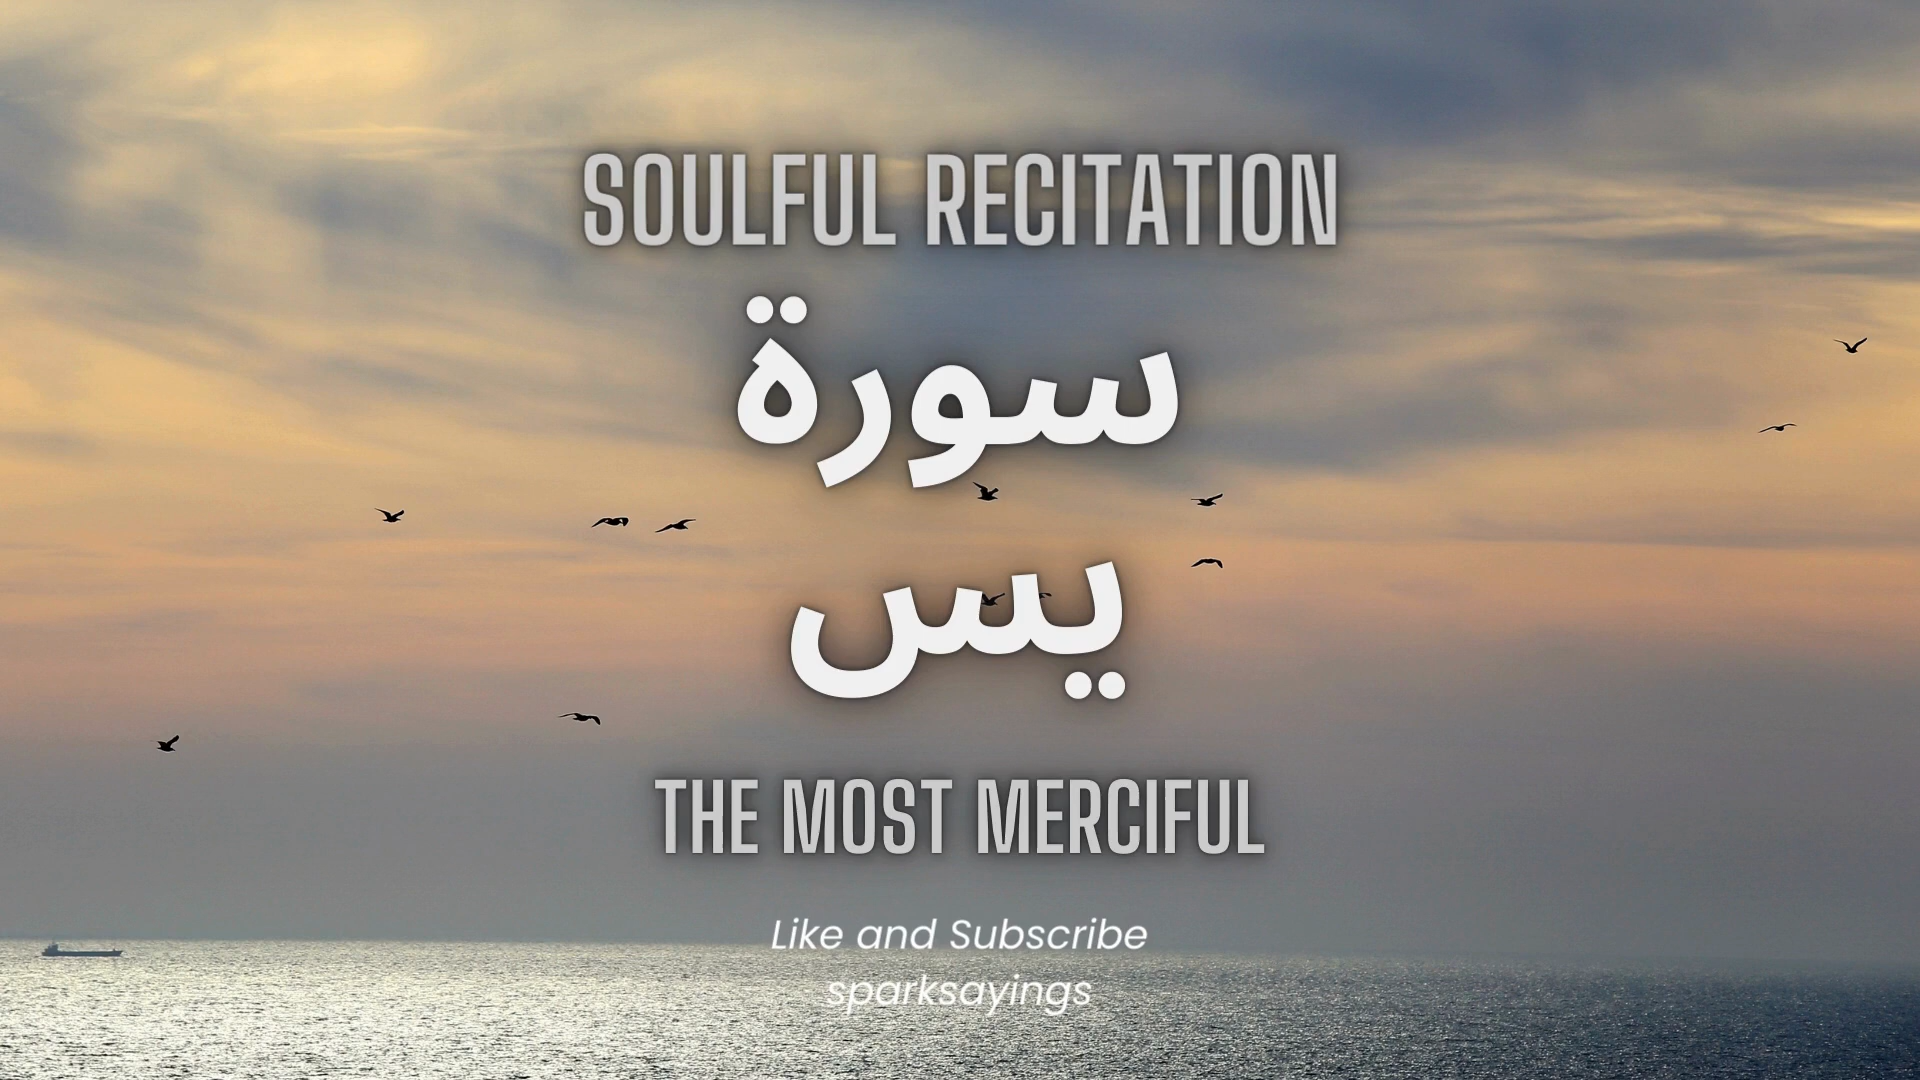 SOULFUL RECITATION
سورة
يس
THE MOST MERCIFUL
Like and Subscribe
sparksayings